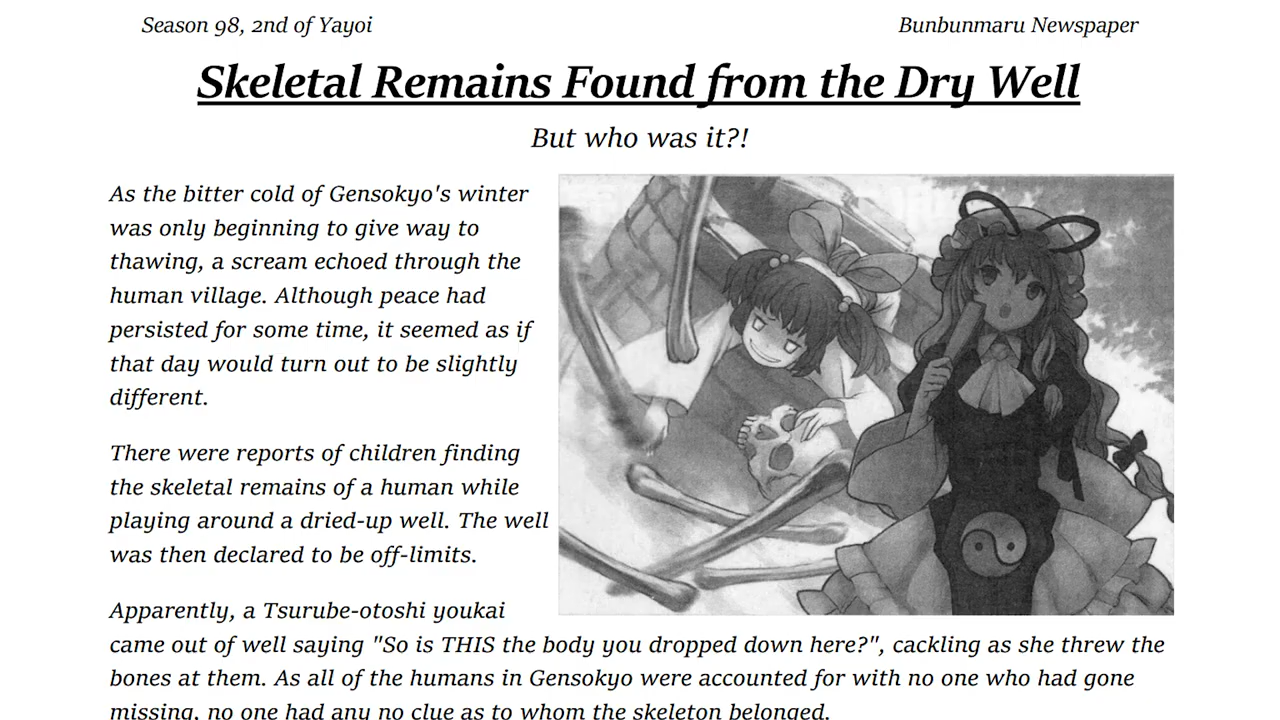 Season 98, 2nd of Yayoi
Bunbunmaru Newspaper
Skeletal Remains Found from the Dry Well
But who was it?!
As the bitter cold of Gensokyo's winter
was only beginning to give way to
thawing, a scream echoed through the
human village. Although peace had
persisted for some time, it seemed as if
that day would turn out to be slightly
different.
There were reports of children finding
the skeletal remains of a human while
playing around a dried-up well. The well
was then declared to be off-limits.
Apparently, a Tsurube-otoshi youkai
came out of well saying "So is THIS the body you dropped down here?", cackling as she threw the
bones at them. As all of the humans in Gensokyo were accounted for with no one who had gone
missing, no one had any no clue as to whom the skeleton belonged.